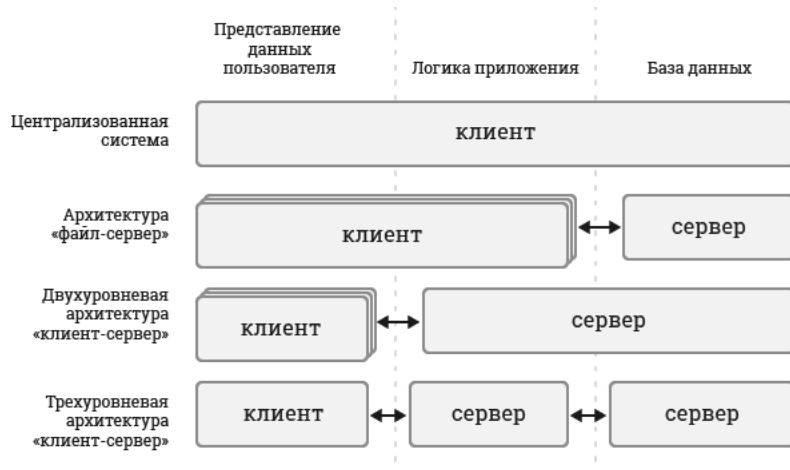 Представление
данных
пользователя
Логика приложения
База данных
Централизованная
система
клиент
Архитектура
«файл-сервер»
клиент
сервер
Двухуровневая
архитектура
«клиент-сервер»
клиент
сервер
Трехуровневая
архитектура
«клиент-сервер»
клиент
сервер
сервер